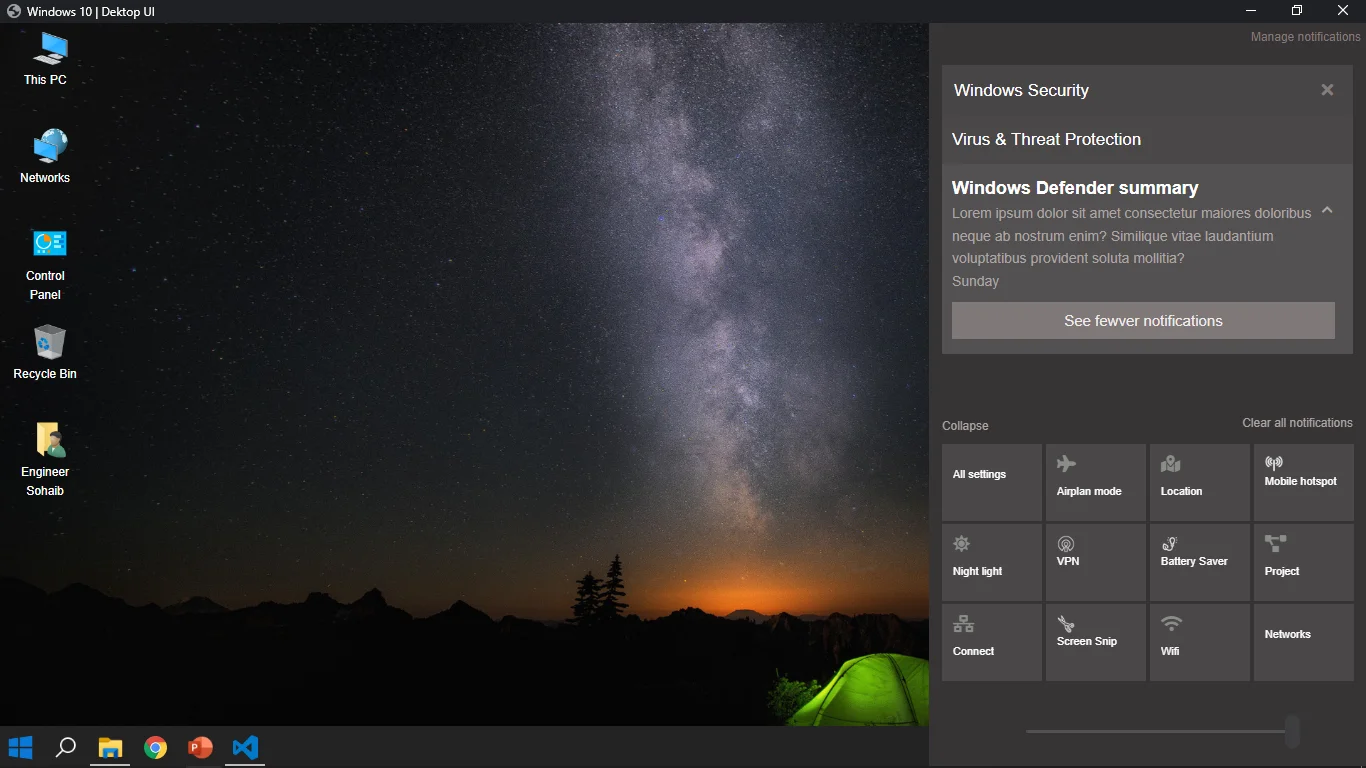 Windows 10 | Dektop UI
This PC
Networks
Control
Panel
Recycle Bin
Engineer
Sohaib
Manage notifications
Windows Security
Virus & Threat Protection
Windows Defender summary
Lorem ipsum dolor sit amet consectetur maiores doloribus
neque ab nostrum enim? Similique vitae laudantium
voluptatibus provident soluta mollitia?
Sunday
See fewver notifications
Collapse
Clear all notifications
All settings
Airplan mode
Location
Mobile hotspot
Night light
VPN
Battery Saver
Project
Connect
Screen Snip
Wifi
Networks
P